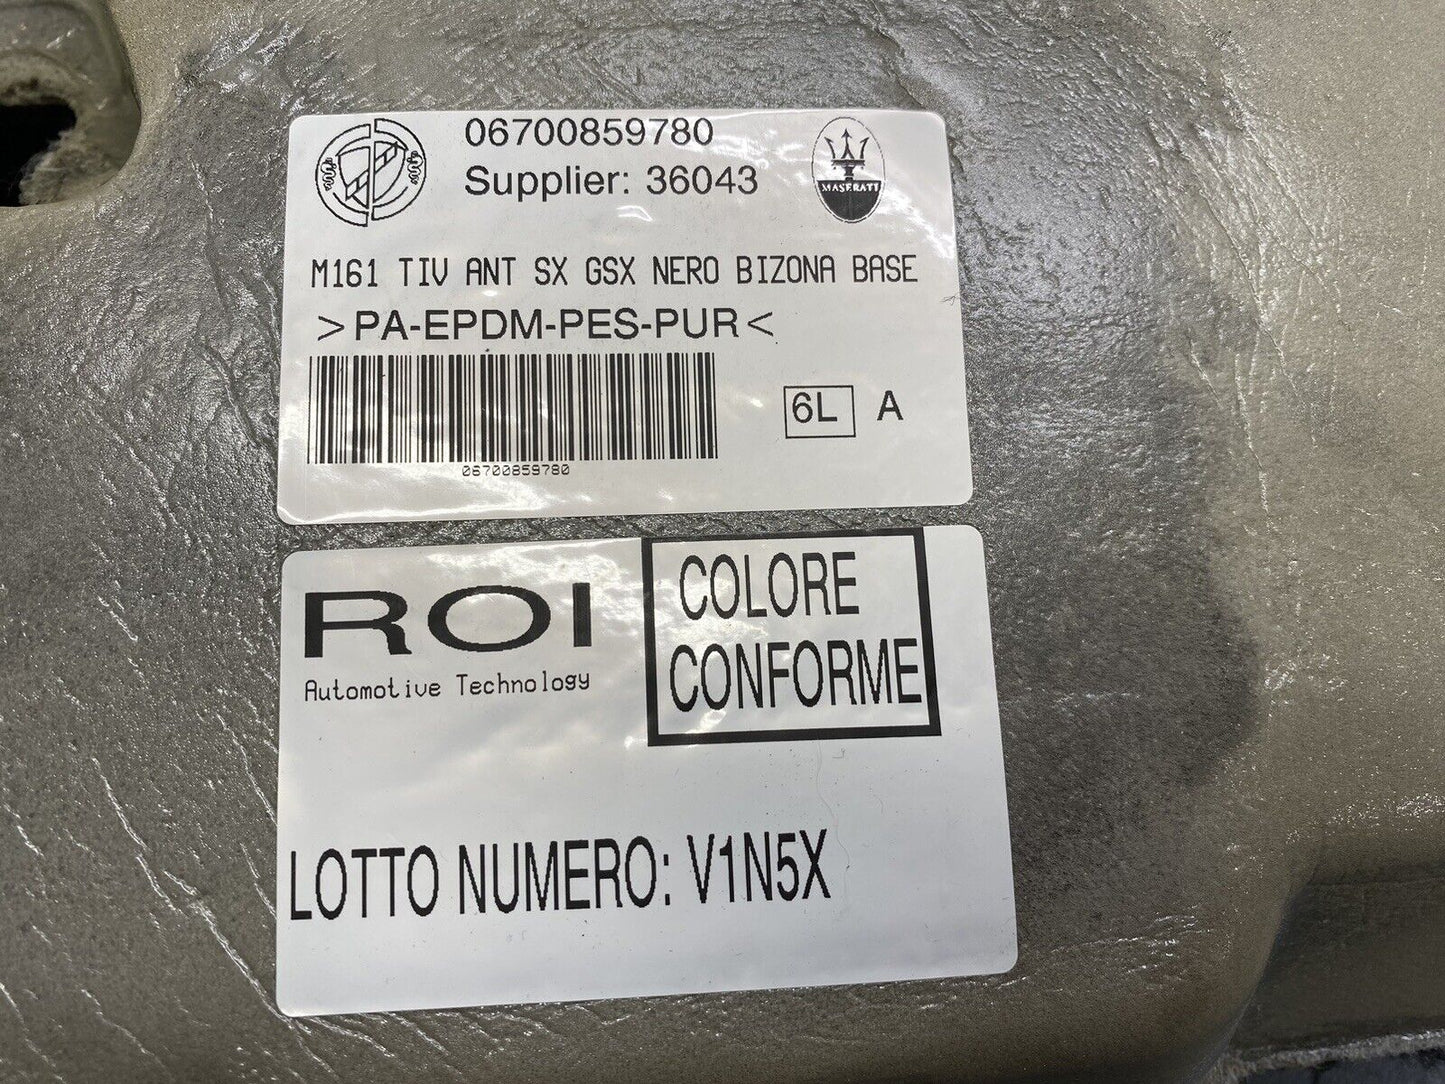 06700859780
Supplier: 36043
MASERATI
M161 TIV ANT SX GSX NERO BIZONA BASE
>PA-EPDM-PES-PUR<
06700859780
6L A
ROI
Automotive Technology
COLORE
CONFORME
LOTTO NUMERO: V1N5X